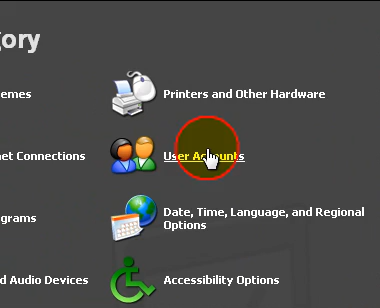 gory
emes
Printers and Other Hardware
net Connections
User Accounts
grams
Date, Time, Language, and Regional
Options
d Audio Devices
Accessibility Options